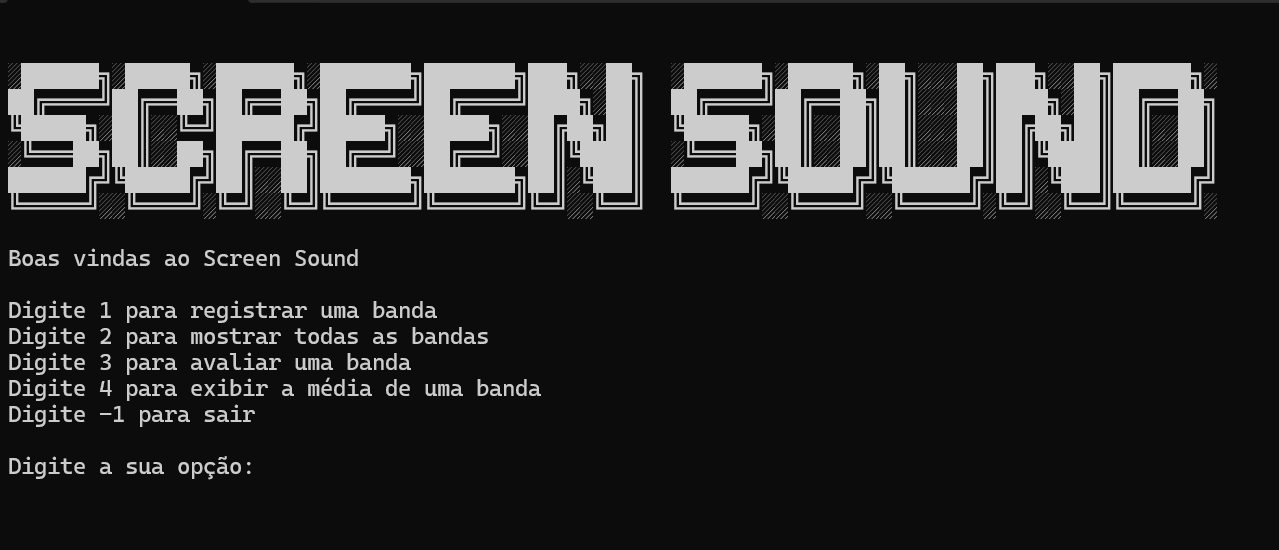 SCREEN SOUND
Boas vindas ao Screen Sound
Digite 1 para registrar uma banda
Digite 2 para mostrar todas as bandas
Digite 3 para avaliar uma banda
Digite 4 para exibir a média de uma banda
Digite -1 para sair
Digite a sua opção: